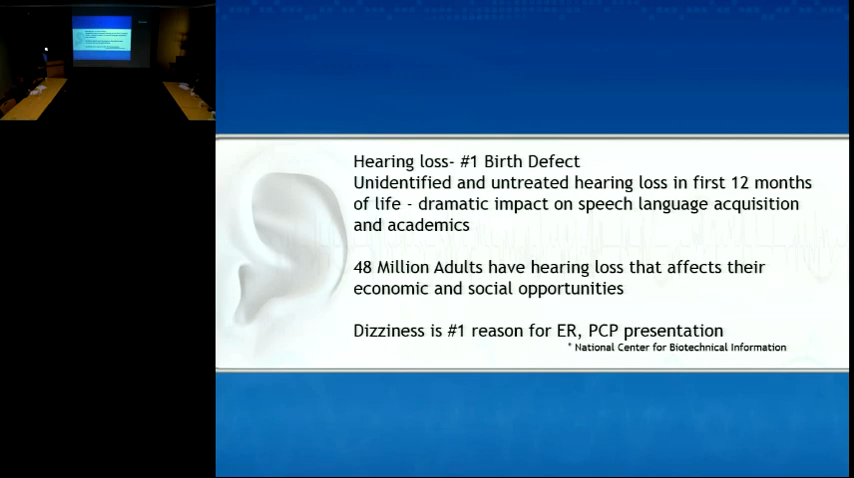 Hearing loss- #1 Birth Defect
Unidentified and untreated hearing loss in first 12 months
of life - dramatic impact on speech language acquisition
and academics
48 Million Adults have hearing loss that affects their
economic and social opportunities
Dizziness is #1 reason for ER, PCP presentation
* National Center for Biotechnical Information